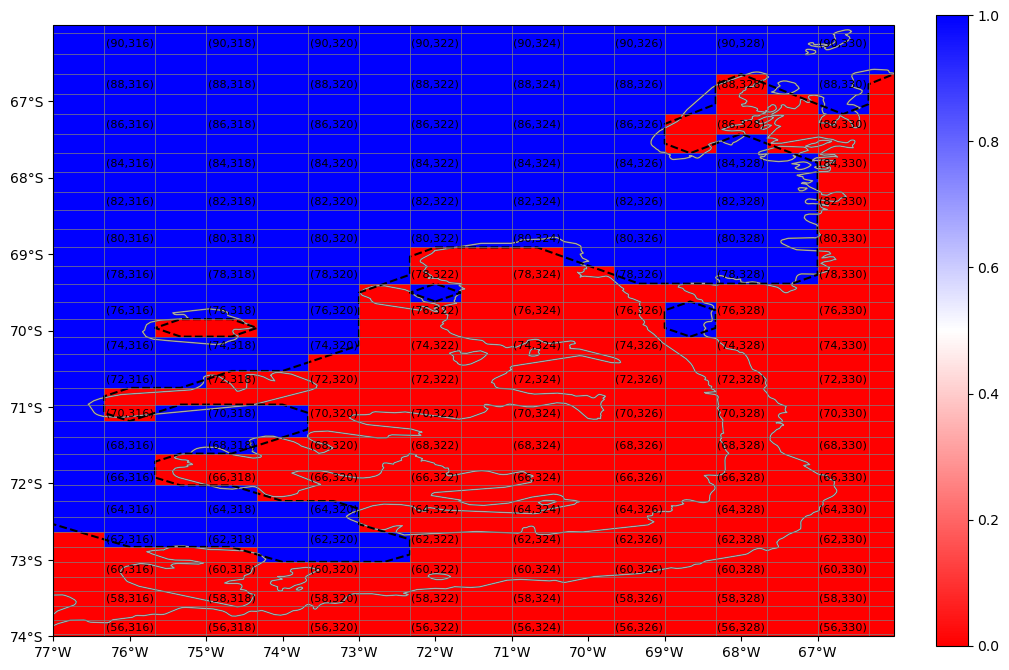 1.0
(90,316) (90,318) (90,320) (90,322) (90,324) (90,326) (90,328) (90,330)
(88,316) (88,318) (88,320) (88,322) (88,324) (88,326) (88,328) (88,330)
67°S
(86,316) (86,318) (86,320) (86,322) (86,324) (86,326) (86,328) (86,330)
0.8
(84,316) (84,318) (84,320) (84,322) (84,324) (84,326) (84,328) (84,330)
68°S
(82,316) (82,318) (82,320) (82,322) (82,324) (82,326) (82,328) (82,330)
(80,316) (80,318) (80,320) (80,322) (80,324) (80,326) (80,328) (80,330)
69°S
0.6
(78,316) (78,318) (78,320) (78,322) (78,324) (78,326) (78,328) (78,330)
(76,316) (76,318) (76,320) (76,322) (76,324) (76,326) (76,328) (76,330)
70°S
(74,316) (74,318) (74,320) (74,322) (74,324) (74,326) (74,328) (74,330)
(72,316) (72,318) (72,320) (72,322) (72,324) (72,326) (72,328) (72,330)
0.4
71°S
(70,316) (70,318) (70,320) (70,322) (70,324) (70,326) (70,328) (70,330)
(68,316) (68,318) (68,320) (68,322) (68,324) (68,326) (68,328) (68,330)
(66,316) (66,318) (66,320) (66,322) (66,324) (66,326) (66,328) (66,330)
72°S
(64,316) (64,318) (64,320) (64,322) (64,324) (64,326) (64,328) (64,330)
0.2
(62,316) (62,318) (62,320) (62,322) (62,324) (62,326) (62,328) (62,330)
73°S
(60,316) (60,318) (60,320) (60,322) (60,324) (60,326) (60,328) (60,330)
(58,316) (58,318) (58,320) (58,322) (58,324) (58,326) (58,328) (58,330)
(56,316) (56,318) (56,320) (56,322) (56,324) (56,326) (56,328) (56,330)
74°S
0.0
77°W 76°W 75°W 74°W 73°W 72°W 71°W 70°W 69°W 68°W 67°W